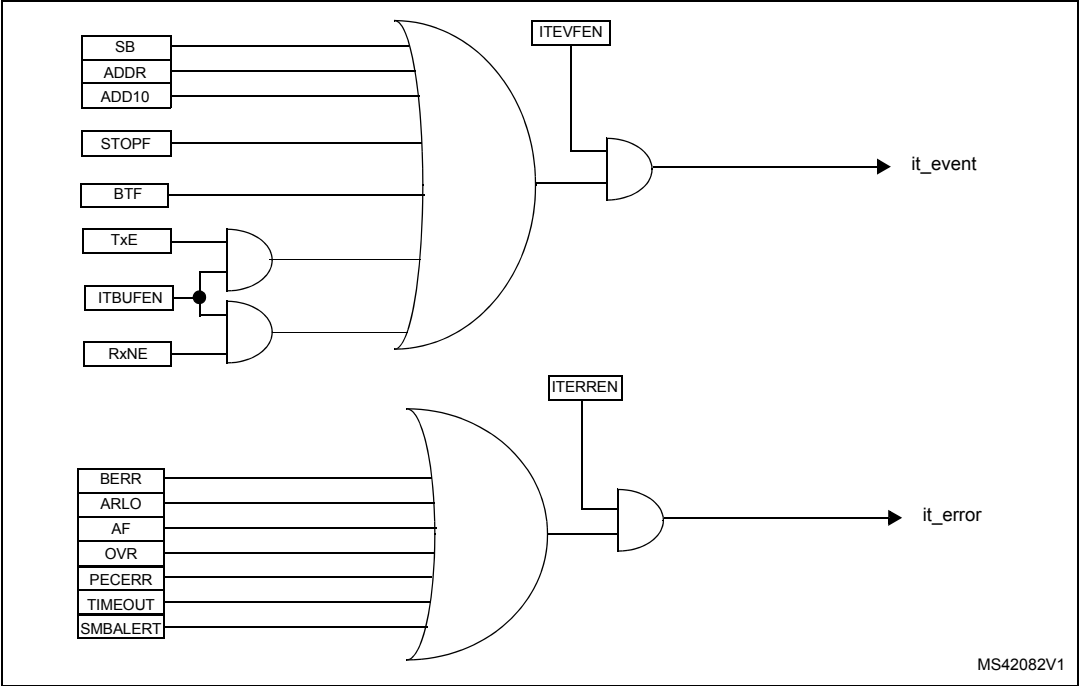 ITEVFEN
SB
ADDR
ADD10
STOPF
BTF
TxE
ITBUFEN
RxNE
it_event
ITERREN
BERR
ARLO
AF
OVR
PECERR
TIMEOUT
SMBALERT
it_error
MS42082V1